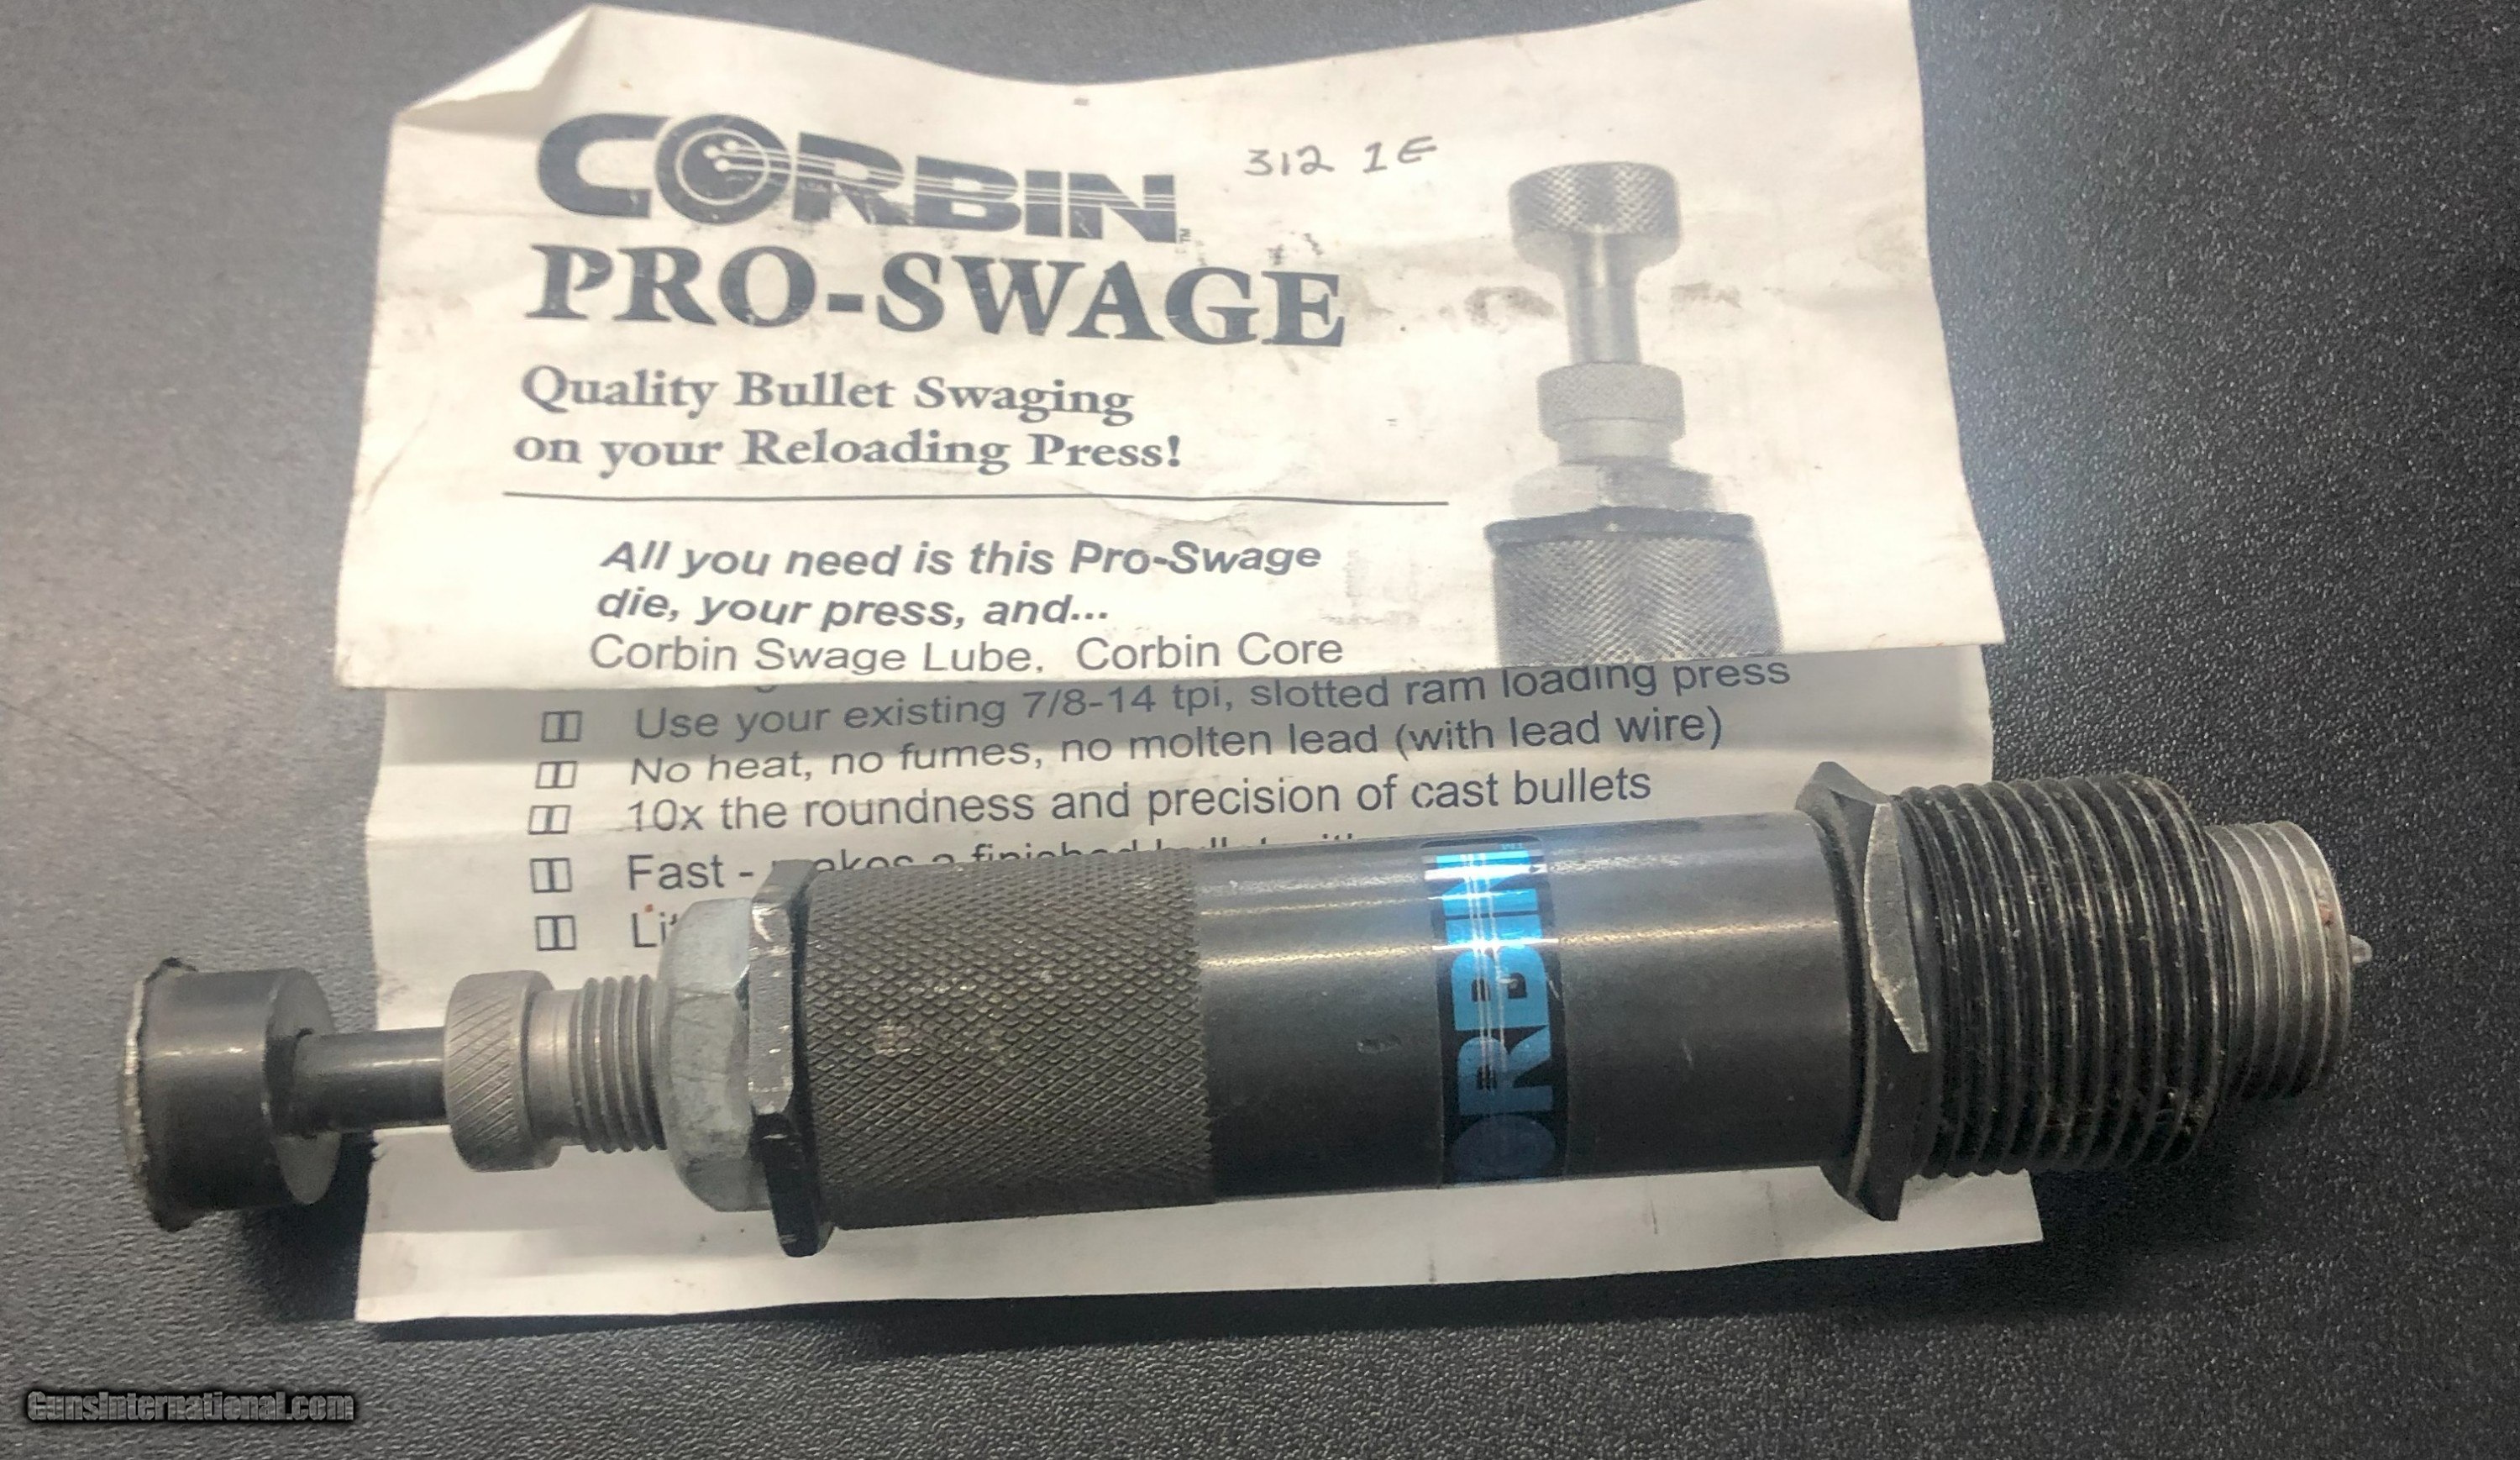 CORBIN
312 1E
PRO-SWAGE
Quality Bullet Swaging
on your Reloading Press!
All you need is this Pro-Swage
die, your press, and...
Corbin Swage Lube, Corbin Core
Use your existing 7/8-14 tpi, slotted ram loading press
No heat, no fumes, no molten lead (with lead wire)
10x the roundness and precision of cast bullets
Fast - makes a finished
ORBIN
GunsInternational.com